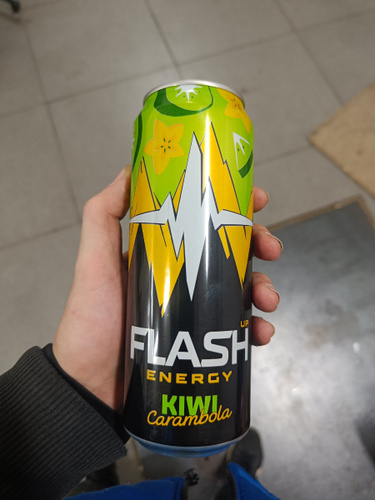 UP
FLASH
ENERGY
KIWI
Carambola